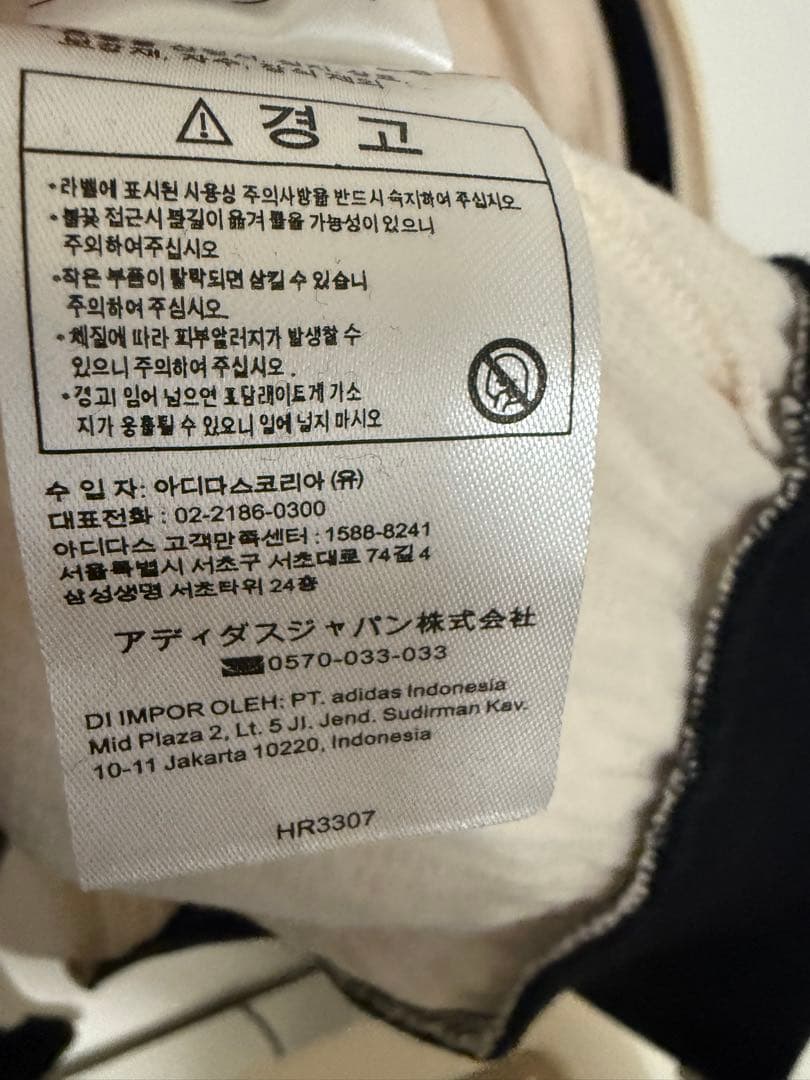 ⚠ 경 고
•라벨에 표시된 시용싱 주의사방을 반드시 숙지하여 주십시오
•불꽃 접근시 불길이 옮겨 틀을 가능성이 있으니
주의하여주십시오
•작은 부품이 탈락되면 삼킬 수 있습니
주의하여 주심시오
•체질에 따라 피부알러지가 발생할 수
있으니 주의하여 주십시오 .
•경고! 임어 넙으면
지가 수 있으니 입에 넣지 마시오
수 입 자: 아디다스코리아 (유)
대표전화 : 02-2186-0300
아디다스 고객만족센터 : 1588-8241
서울특별시 서초구 서초대로 74길 4
삼성생명 서초타워 24층
アディダスジャパン株式会社
0570-033-033
DI IMPOR OLEH: PT. adidas Indonesia
Mid Plaza 2, Lt. 5 Jl. Jend. Sudirman Kav.
10-11 Jakarta 10220, Indonesia
HR3307